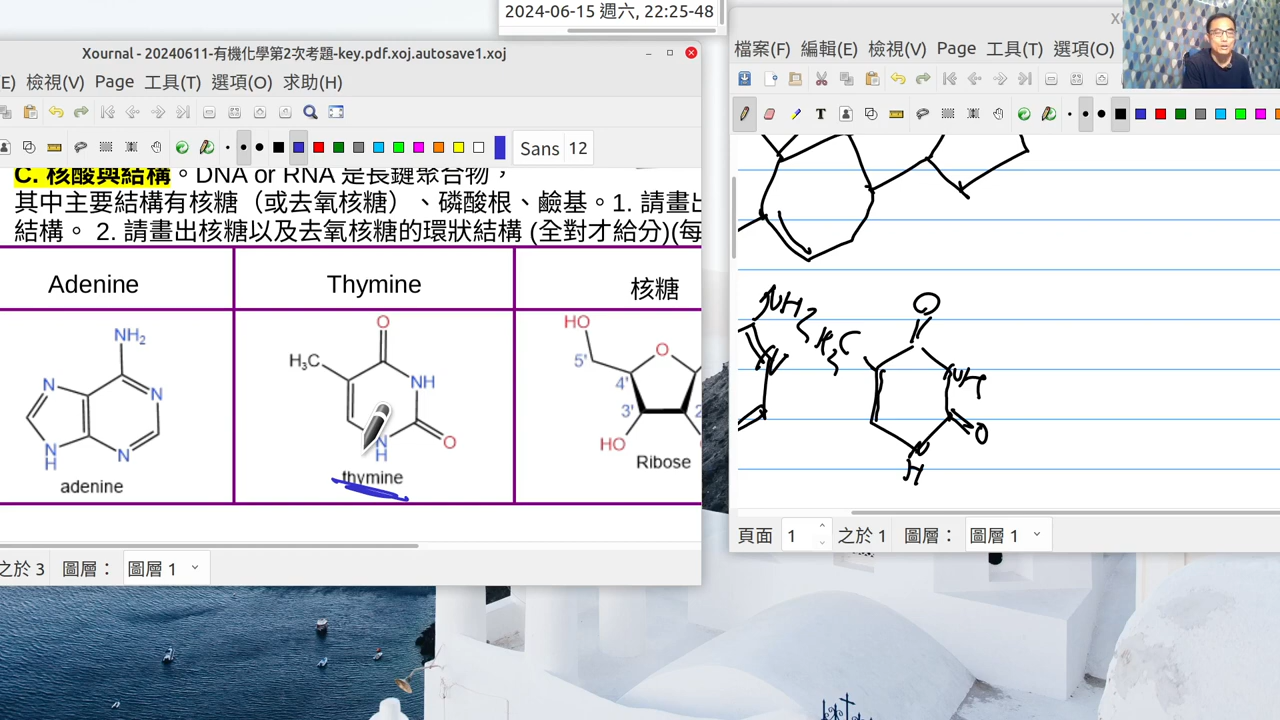 2024-06-15 週六, 22:25-48
Xournal - 20240611-有機化學第2次考題-key.pdf.xoj.autosave1.xoj
E) 檢視(V) Page 工具(T) 選項(O) 求助(H)
Sans 12
C. 核酸與結構。DNA or RNA 是長鏈聚合物，
其中主要結構有核糖（或去氧核糖）、磷酸根、鹼基。1. 請畫出
結構。 2. 請畫出核糖以及去氧核糖的環狀結構 (全對才給分)(每
Adenine Thymine 核糖
NH2
N
N
N
H
N
adenine
O
H3C
NH
O
N
H
thymine
HO
5'
O
4'
3'
2
HO
Ribose
之於 3 圖層： 圖層 1
檔案(F) 編輯(E) 檢視(V) Page 工具(T) 選項(O)
NH2
N
H3C
O
NH
O
N
H
頁面 1 之於 1 圖層： 圖層 1